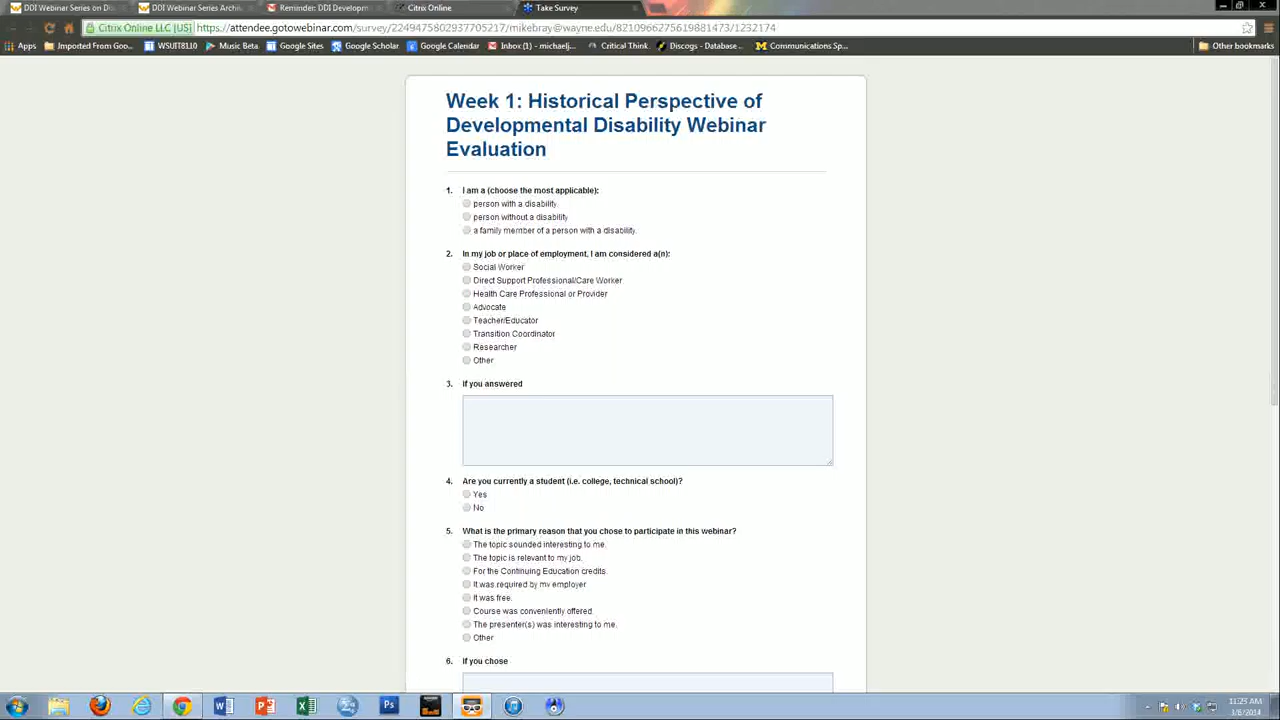 DDI Webinar Series on Dis
DDI Webinar Series Archiv
Reminder: DDI Developm
Citrix Online
Take Survey
Citrix Online LLC [US]
https://attendee.gotowebinar.com/survey/2249475802937705217/mikebray@wayne.edu/8210966275619881473/1232174
Apps
Imported From Goo...
WSUIT8110
Music Beta
Google Sites
Google Scholar
Google Calendar
Inbox (1) - michaelj...
Critical Think
Discogs - Database...
Communications Sp...
Other bookmarks
Week 1: Historical Perspective of
Developmental Disability Webinar
Evaluation
1. I am a (choose the most applicable):
person with a disability.
person without a disability
a family member of a person with a disability.
2. In my job or place of employment, I am considered a(n):
Social Worker
Direct Support Professional/Care Worker
Health Care Professional or Provider
Advocate
Teacher/Educator
Transition Coordinator
Researcher
Other
3. If you answered
4. Are you currently a student (i.e. college, technical school)?
Yes
No
5. What is the primary reason that you chose to participate in this webinar?
The topic sounded interesting to me.
The topic is relevant to my job.
For the Continuing Education credits.
It was required by my employer
It was free.
Course was conveniently offered.
The presenter(s) was interesting to me.
Other
6. If you chose
11:23 AM
3/6/2014